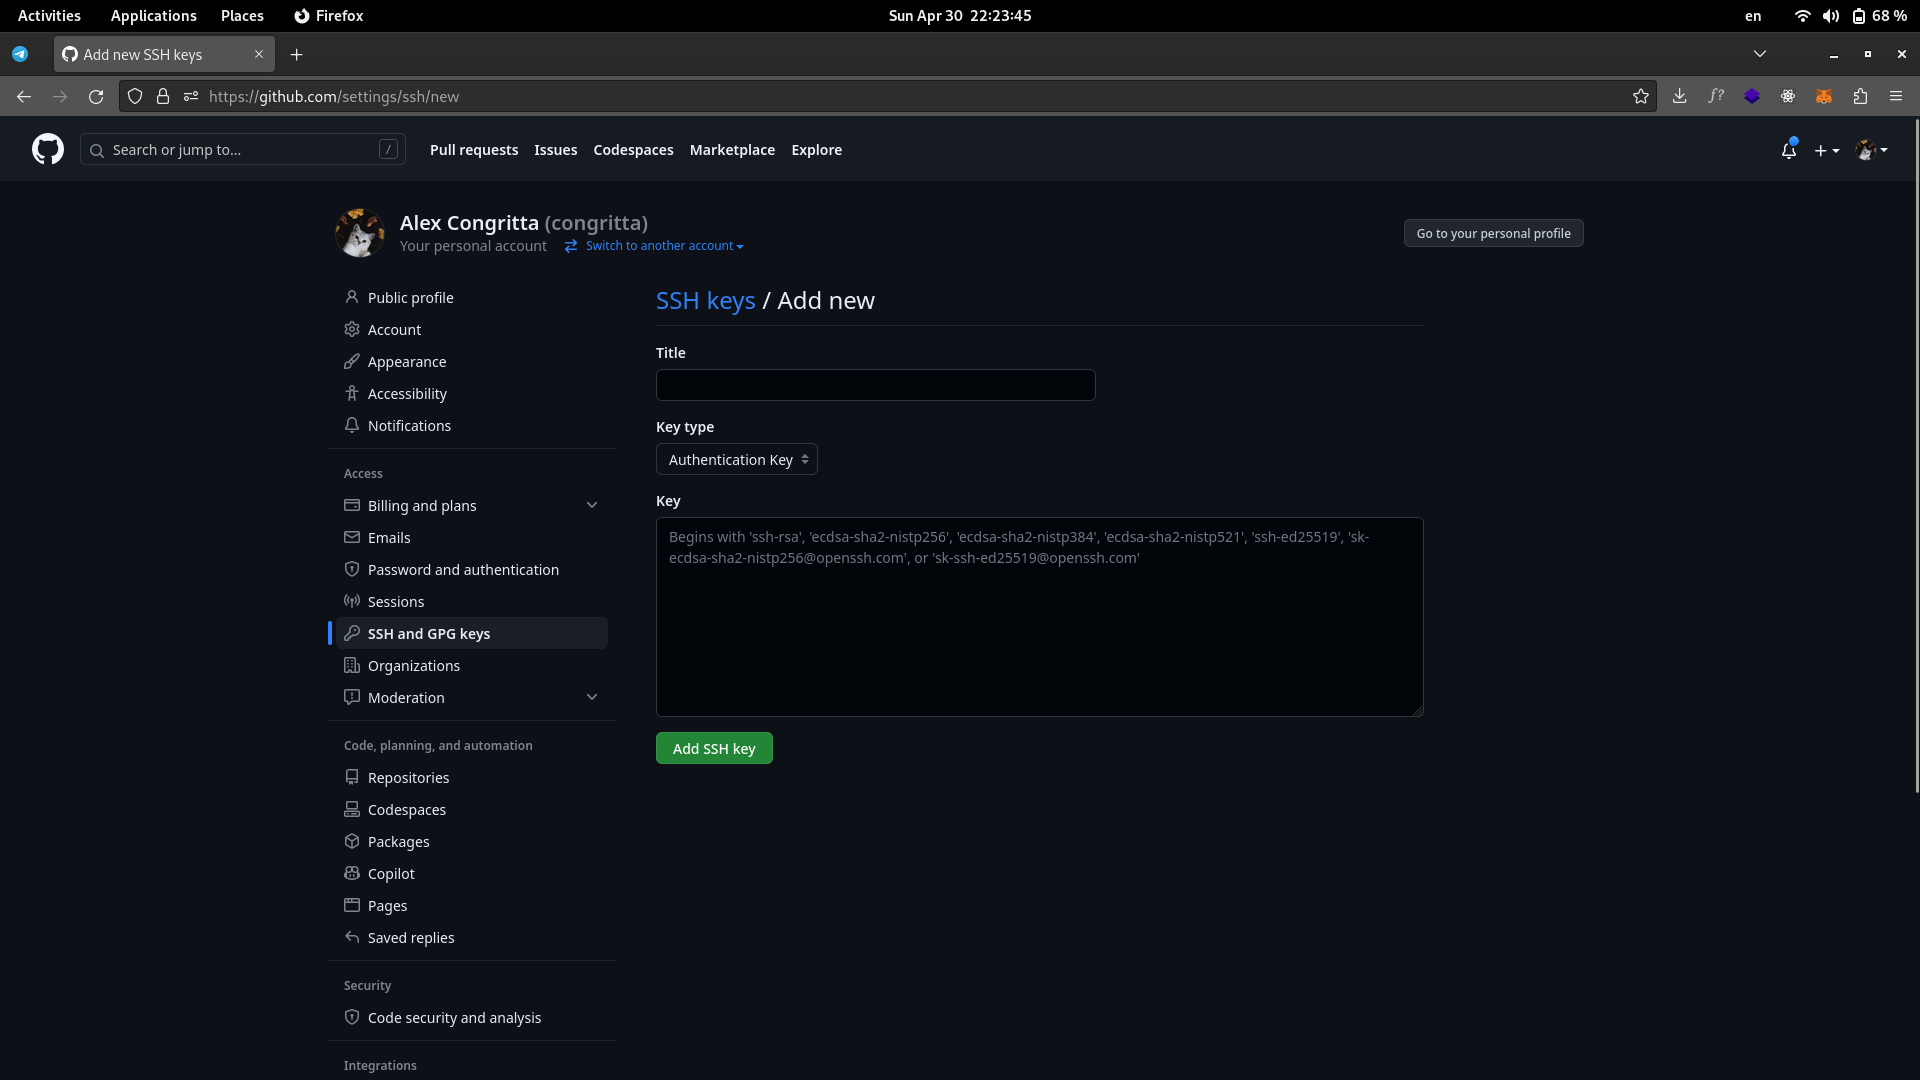 Activities Applications Places Firefox Sun Apr 30 22:23:45 en 68 %
Add new SSH keys
https://github.com/settings/ssh/new f?
Search or jump to... / Pull requests Issues Codespaces Marketplace Explore
Alex Congritta (congritta)
Your personal account Switch to another account
Go to your personal profile
Public profile
Account
Appearance
Accessibility
Notifications
Access
Billing and plans
Emails
Password and authentication
Sessions
SSH and GPG keys
Organizations
Moderation
Code, planning, and automation
Repositories
Codespaces
Packages
Copilot
Pages
Saved replies
Security
Code security and analysis
Integrations
SSH keys / Add new
Title
Key type
Authentication Key
Key
Begins with 'ssh-rsa', 'ecdsa-sha2-nistp256', 'ecdsa-sha2-nistp384', 'ecdsa-sha2-nistp521', 'ssh-ed25519', 'sk-
ecdsa-sha2-nistp256@openssh.com', or 'sk-ssh-ed25519@openssh.com'
Add SSH key